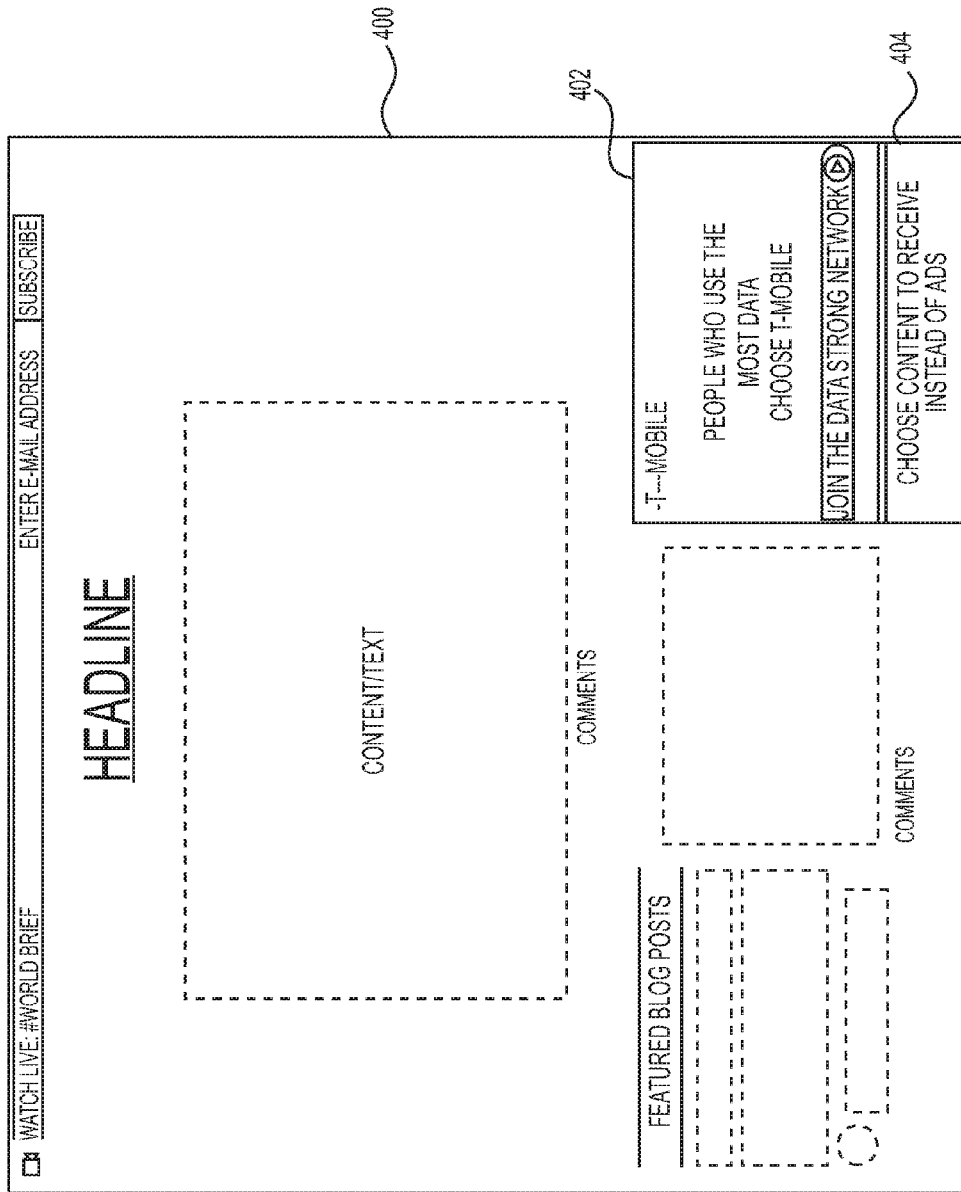 WATCH LIVE: #WORLD BRIEF
ENTER E-MAIL ADDRESS
SUBSCRIBE
HEADLINE
400
CONTENT/TEXT
COMMENTS
FEATURED BLOG POSTS
COMMENTS
402
-T---MOBILE
PEOPLE WHO USE THE
MOST DATA
CHOOSE T-MOBILE
JOIN THE DATA STRONG NETWORK
404
CHOOSE CONTENT TO RECEIVE
INSTEAD OF ADS